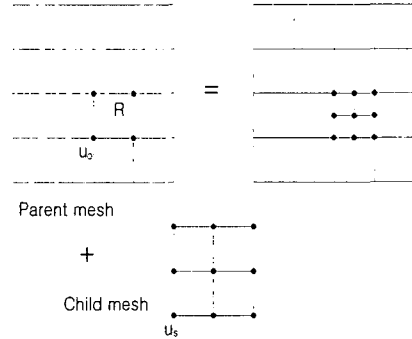 R
=
u₀
Parent mesh
+
Child mesh
uₛ